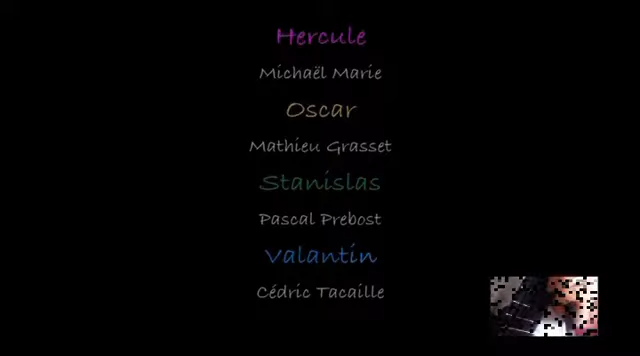 Hercule
Michaël Marie
Oscar
Mathieu Grasset
Stanislas
Pascal Prebost
Valantin
Cédric Tacaille